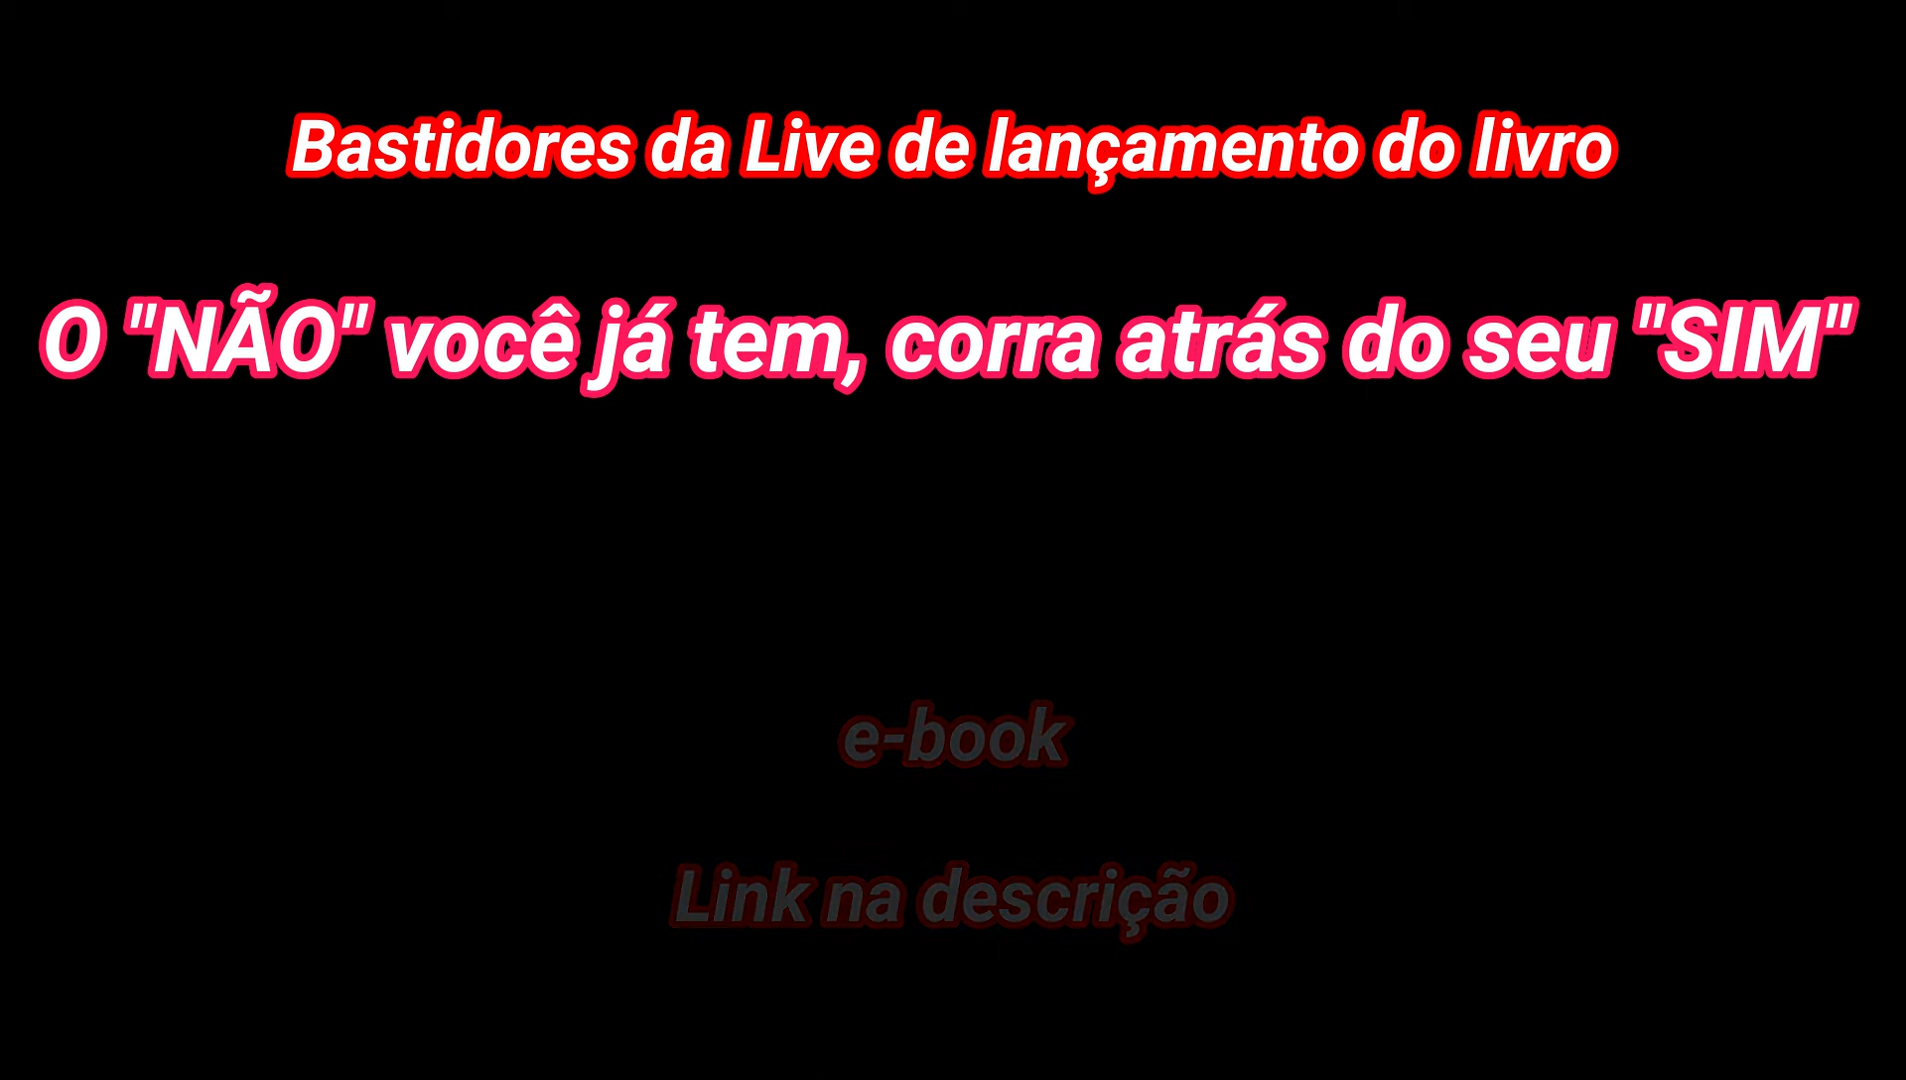 Bastidores da Live de lançamento do livro
O "NÃO" você já tem, corra atrás do seu "SIM"
e-book
Link na descrição